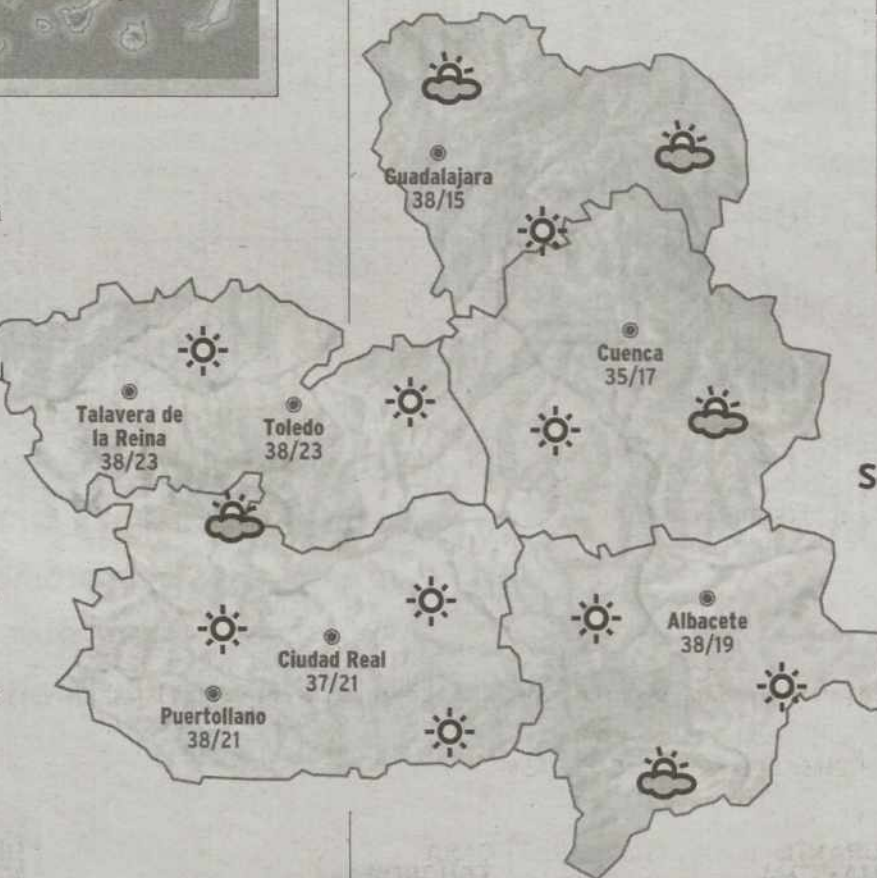 Guadalajara
38/15
Cuenca
35/17
Talavera de
la Reina
38/23
Toledo
38/23
S
Albacete
38/19
Ciudad Real
37/21
Puertollano
38/21